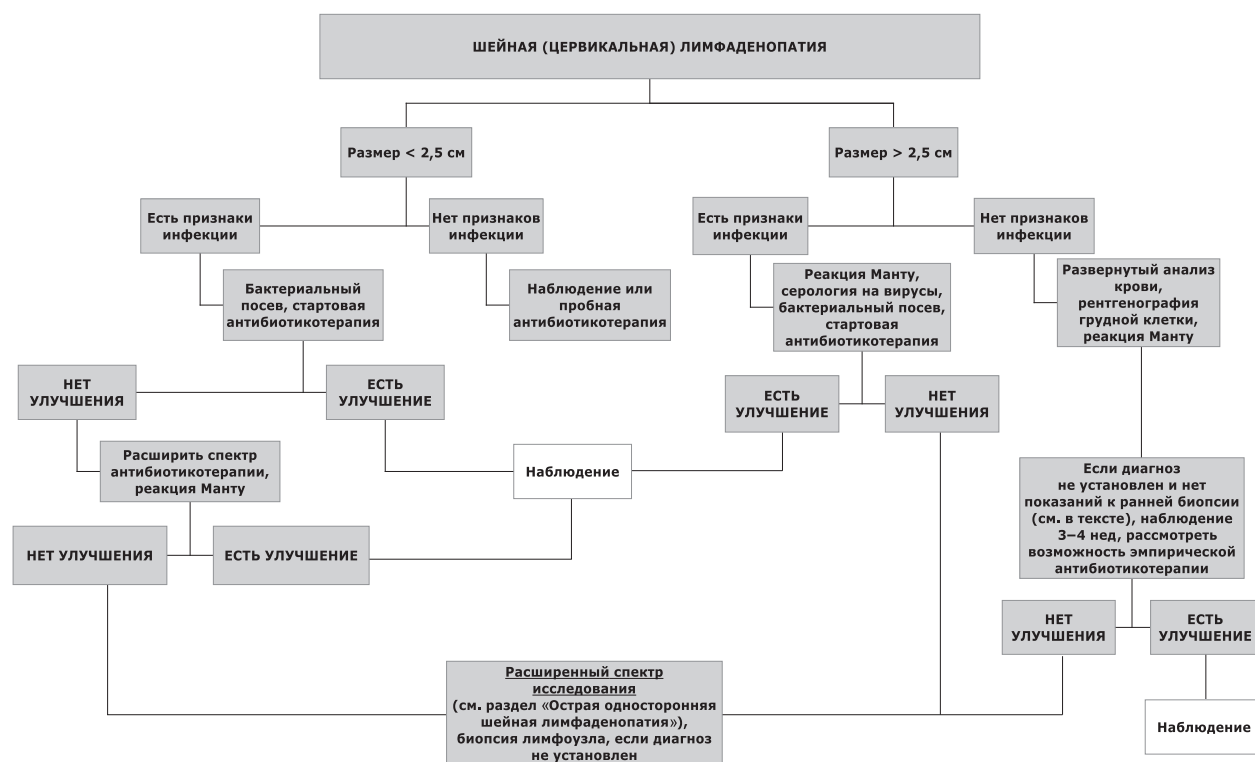 ШЕЙНАЯ (ЦЕРВИКАЛЬНАЯ) ЛИМФАДЕНОПАТИЯ
Размер < 2,5 см
Размер > 2,5 см
Есть признаки
инфекции
Нет признаков
инфекции
Есть признаки
инфекции
Нет признаков
инфекции
Бактериальный
посев, стартовая
антибиотикотерапия
Наблюдение или
пробная
антибиотикотерапия
Реакция Манту,
серология на вирусы,
бактериальный посев,
стартовая
антибиотикотерапия
Развернутый анализ
крови,
рентгенография
грудной клетки,
реакция Манту
НЕТ
УЛУЧШЕНИЯ
ЕСТЬ
УЛУЧШЕНИЕ
ЕСТЬ
УЛУЧШЕНИЕ
НЕТ
УЛУЧШЕНИЯ
Расширить спектр
антибиотикотерапии,
реакция Манту
Наблюдение
Если диагноз
не установлен и нет
показаний к ранней биопсии
(см. в тексте), наблюдение
3–4 нед, рассмотреть
возможность эмпирической
антибиотикотерапии
НЕТ УЛУЧШЕНИЯ
ЕСТЬ УЛУЧШЕНИЕ
НЕТ
УЛУЧШЕНИЯ
ЕСТЬ
УЛУЧШЕНИЕ
Расширенный спектр
исследования
(см. раздел «Острая односторонняя
шейная лимфаденопатия»),
биопсия лимфоузла, если диагноз
не установлен
Наблюдение